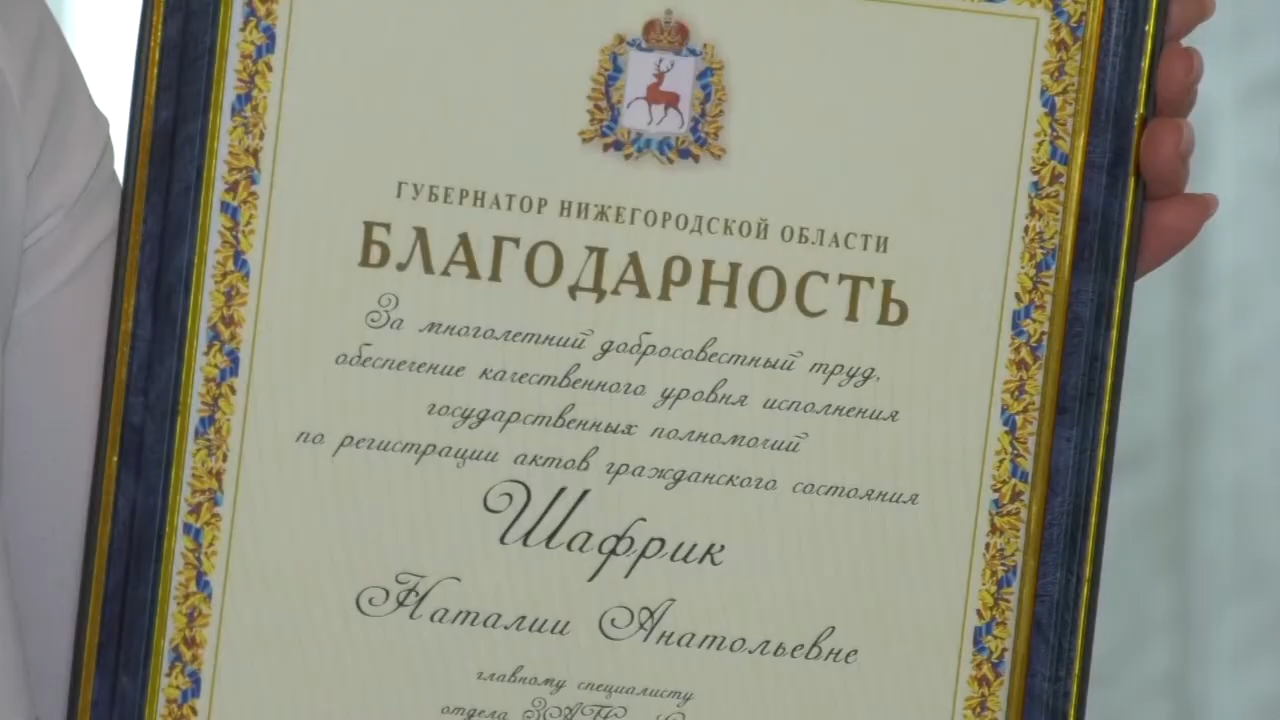 ГУБЕРНАТОР НИЖЕГОРОДСКОЙ ОБЛАСТИ
БЛАГОДАРНОСТЬ
За многолетний добросовестный труд,
обеспечение качественного уровня исполнения
государственных полномочий
по регистрации актов гражданского состояния
Шафрик
Наталии Анатольевне
главному специалисту
отдела ЗАГС